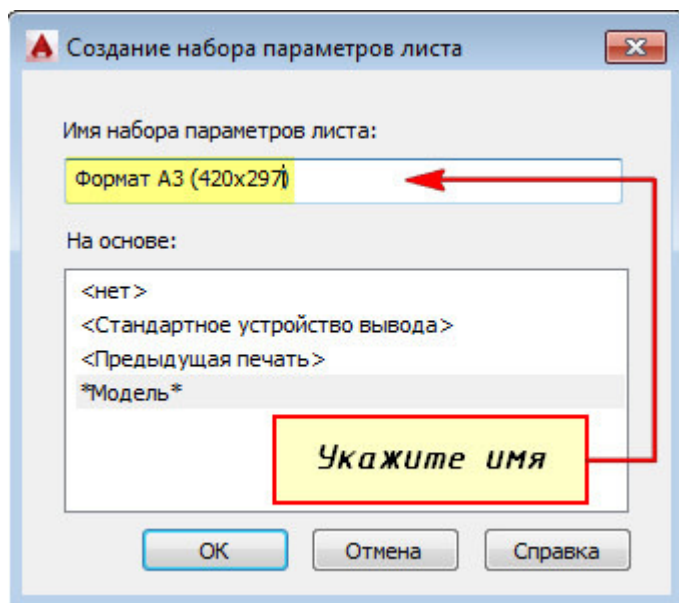 Создание набора параметров листа
Имя набора параметров листа:
Формат А3 (420x297)
На основе:
<нет>
<Стандартное устройство вывода>
<Предыдущая печать>
*Модель*
Укажите имя
ОК
Отмена
Справка